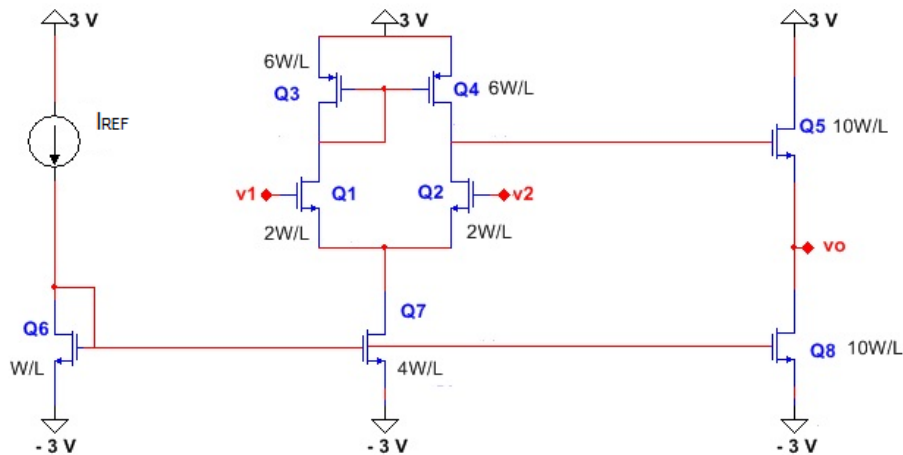 3 V
3 V
3 V
6W/L
Q3
Q4
6W/L
IREF
Q5
10W/L
v1
Q1
Q2
v2
2W/L
2W/L
vo
Q6
Q7
W/L
4W/L
Q8
10W/L
- 3 V
- 3 V
- 3 V